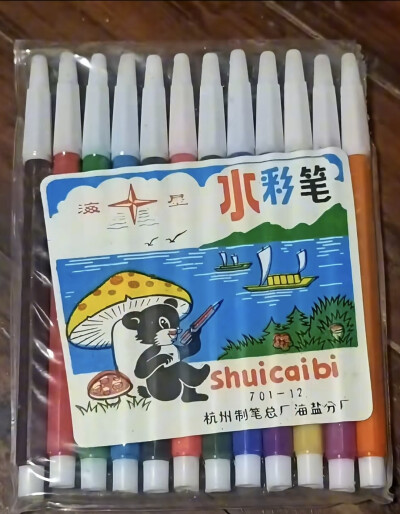 海星
水彩笔
shuicaibi
701-12
杭州制笔总厂海盐分厂